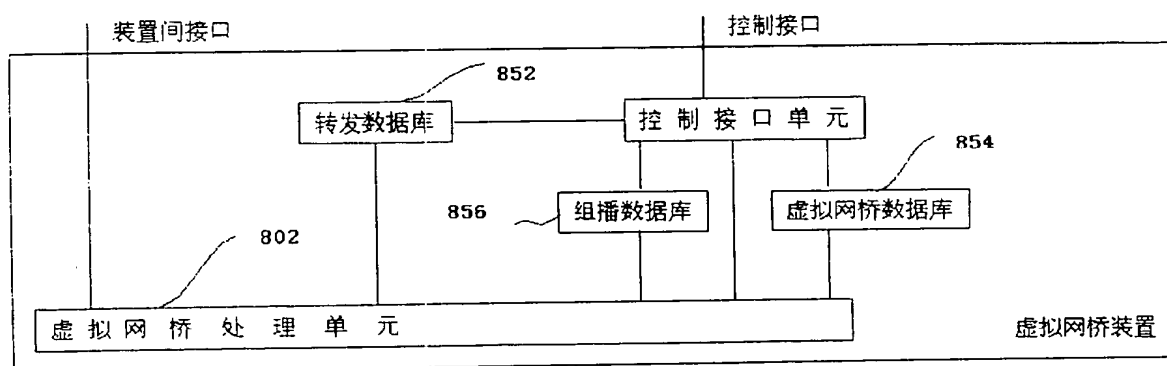 装置间接口
控制接口
852
转发数据库
控制接口单元
854
856
组播数据库
虚拟网桥数据库
802
虚拟网桥处理单元
虚拟网桥装置